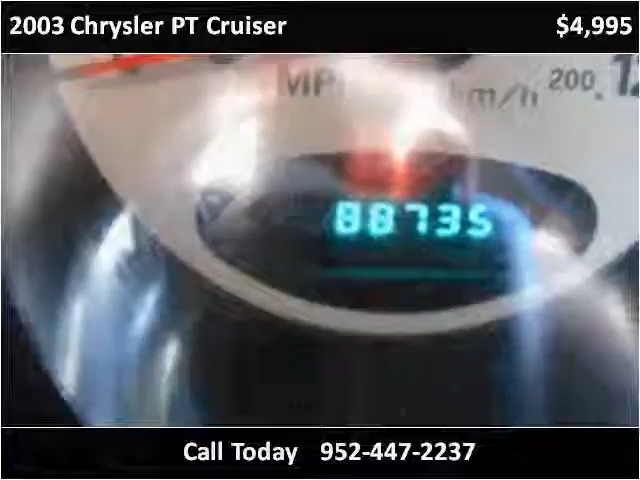 2003 Chrysler PT Cruiser $4,995
MPH km/h 200
88735
Call Today 952-447-2237